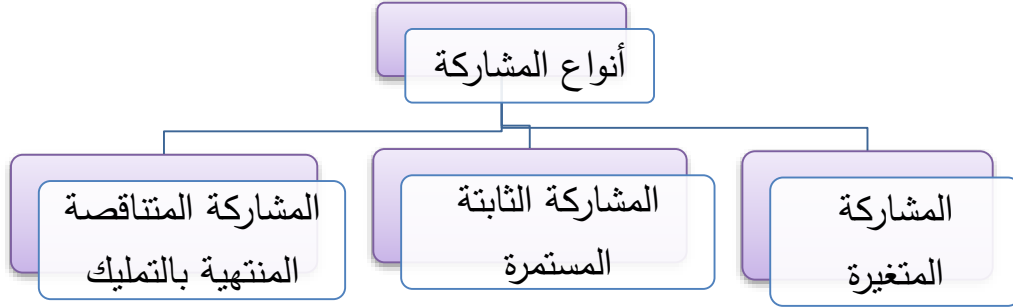 أنواع المشاركة
المشاركة
المتغيرة
المشاركة الثابتة
المستمرة
المشاركة المتناقصة
المنتهية بالتمليك